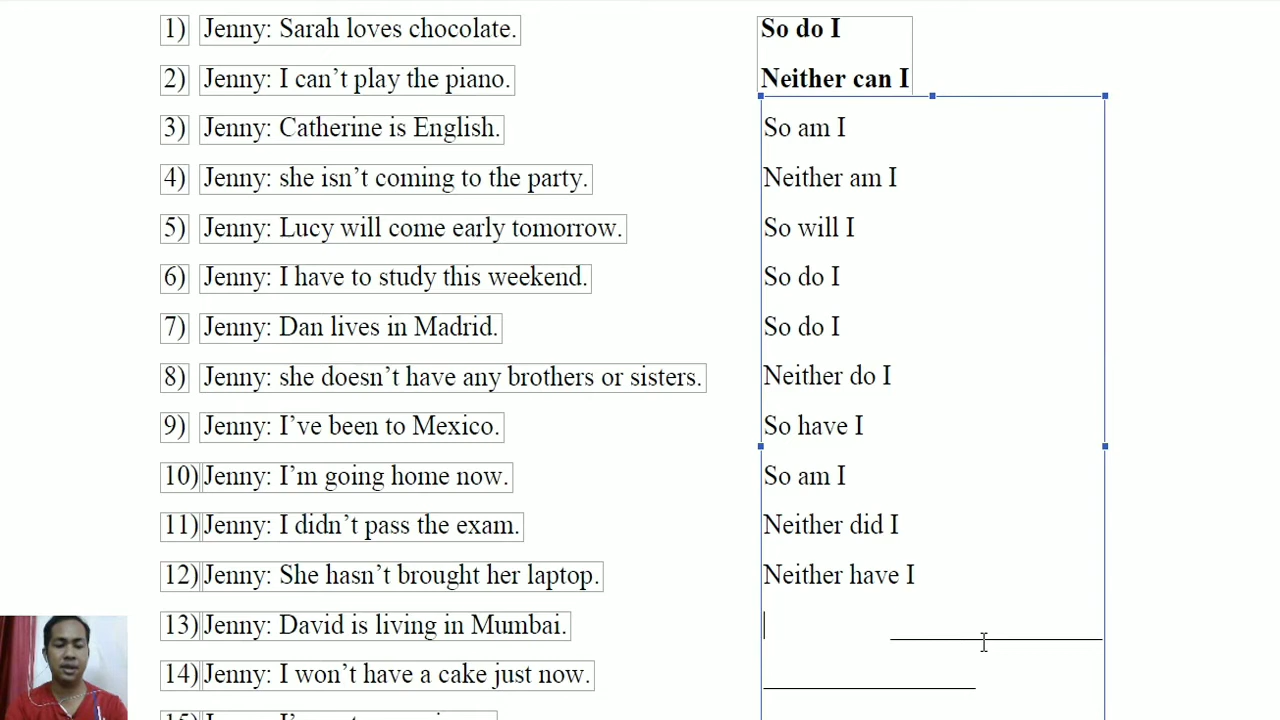 1) Jenny: Sarah loves chocolate. So do I
2) Jenny: I can’t play the piano. Neither can I
3) Jenny: Catherine is English. So am I
4) Jenny: she isn’t coming to the party. Neither am I
5) Jenny: Lucy will come early tomorrow. So will I
6) Jenny: I have to study this weekend. So do I
7) Jenny: Dan lives in Madrid. So do I
8) Jenny: she doesn’t have any brothers or sisters. Neither do I
9) Jenny: I’ve been to Mexico. So have I
10) Jenny: I’m going home now. So am I
11) Jenny: I didn’t pass the exam. Neither did I
12) Jenny: She hasn’t brought her laptop. Neither have I
13) Jenny: David is living in Mumbai.
14) Jenny: I won’t have a cake just now.
15) Jenny: